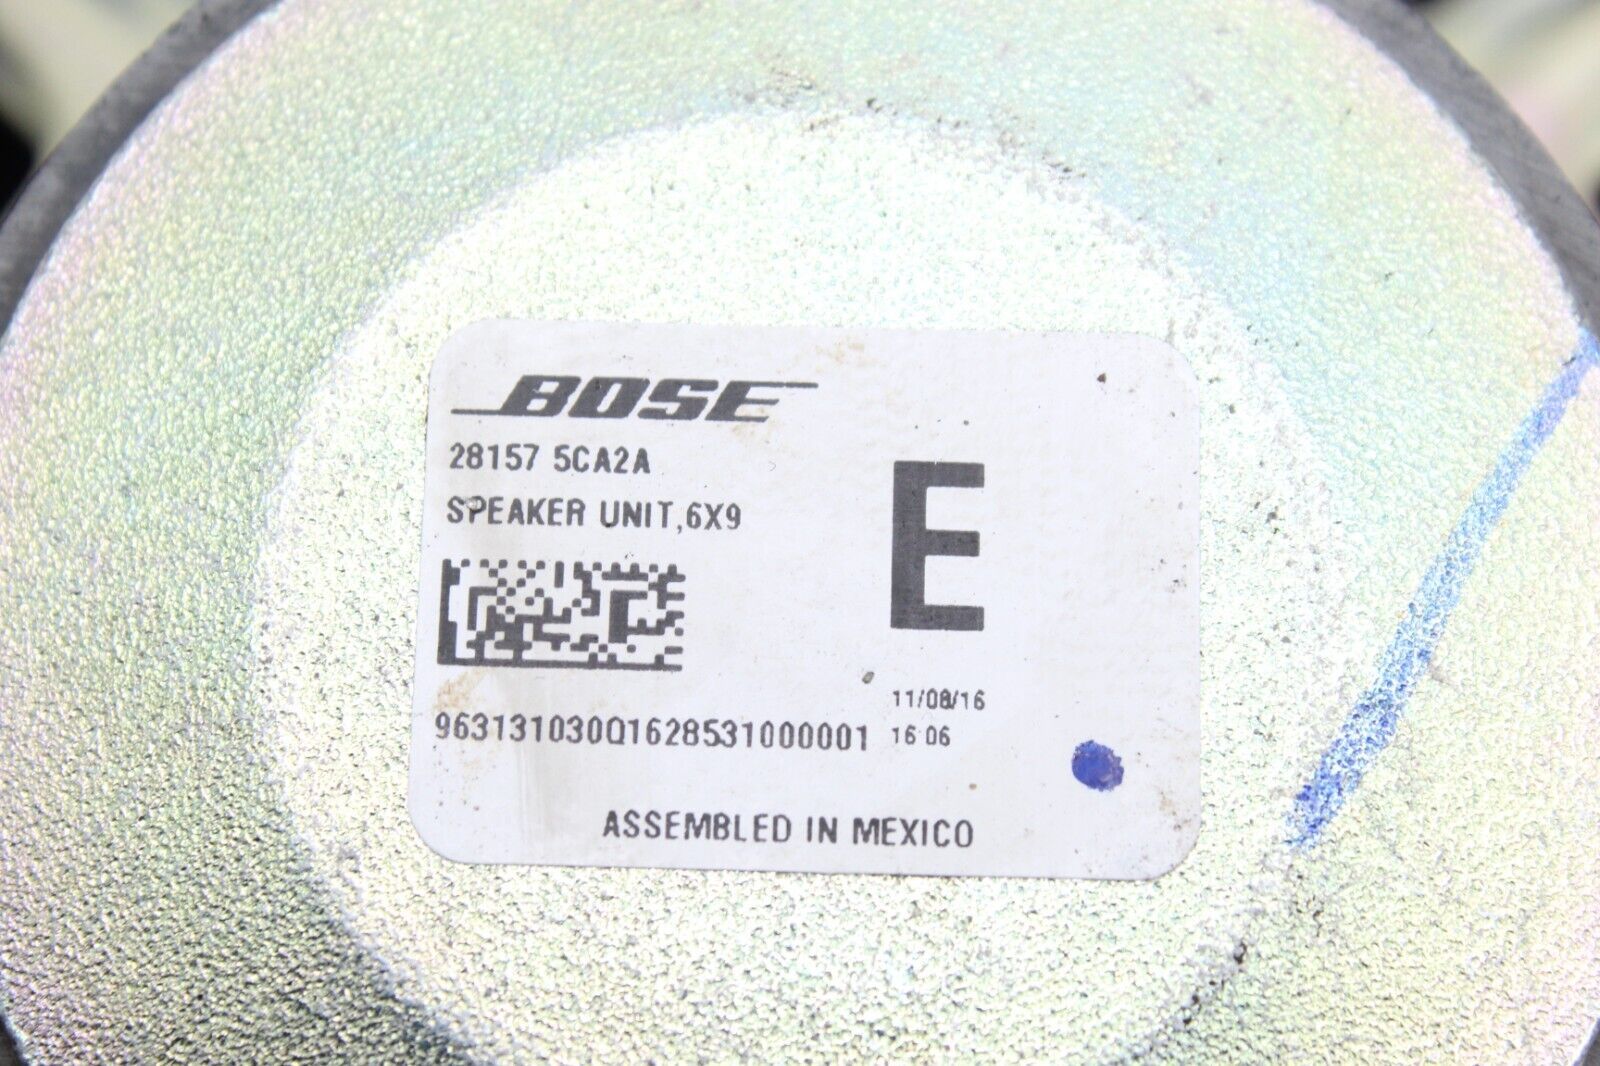 BOSE
28157 5CA2A
SPEAKER UNIT,6X9
E
11/08/16
963131030Q1628531000001 16:06
ASSEMBLED IN MEXICO